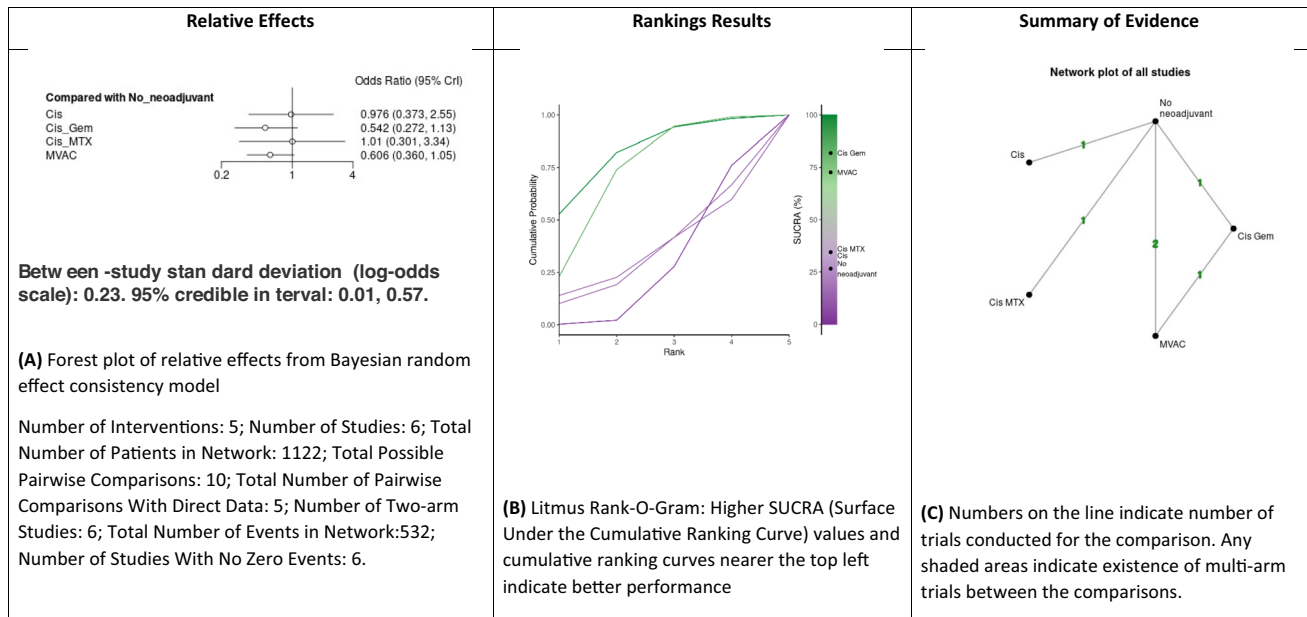 Relative Effects
Odds Ratio (95% CrI)
Compared with No_neoadjuvant
Cis 0.976 (0.373, 2.55)
Cis_Gem 0.542 (0.272, 1.13)
Cis_MTX 1.01 (0.301, 3.34)
MVAC 0.606 (0.360, 1.05)
0.2 1 4
Betw een -study stan dard deviation (log-odds
scale): 0.23. 95% credible in terval: 0.01, 0.57.
(A) Forest plot of relative effects from Bayesian random
effect consistency model
Number of Interventions: 5; Number of Studies: 6; Total
Number of Patients in Network: 1122; Total Possible
Pairwise Comparisons: 10; Total Number of Pairwise
Comparisons With Direct Data: 5; Number of Two-arm
Studies: 6; Total Number of Events in Network:532;
Number of Studies With No Zero Events: 6.
Rankings Results
Cumulative Probability
1.00
0.75
0.50
0.25
0.00
1 2 3 4 5
Rank
SUCRA (%)
100
75
50
25
0
Cis Gem
MVAC
Cis MTX
Cis
No
neoadjuvant
(B) Litmus Rank-O-Gram: Higher SUCRA (Surface
Under the Cumulative Ranking Curve) values and
cumulative ranking curves nearer the top left
indicate better performance
Summary of Evidence
Network plot of all studies
No
neoadjuvant
Cis
1
1
1
Cis Gem
2
1
Cis MTX
MVAC
(C) Numbers on the line indicate number of
trials conducted for the comparison. Any
shaded areas indicate existence of multi-arm
trials between the comparisons.